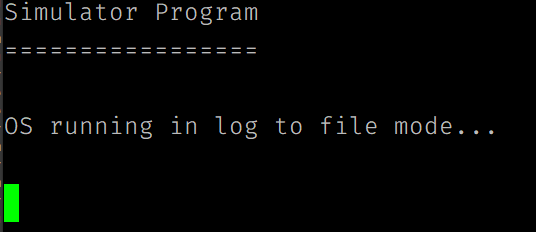 Simulator Program
=================
OS running in log to file mode...